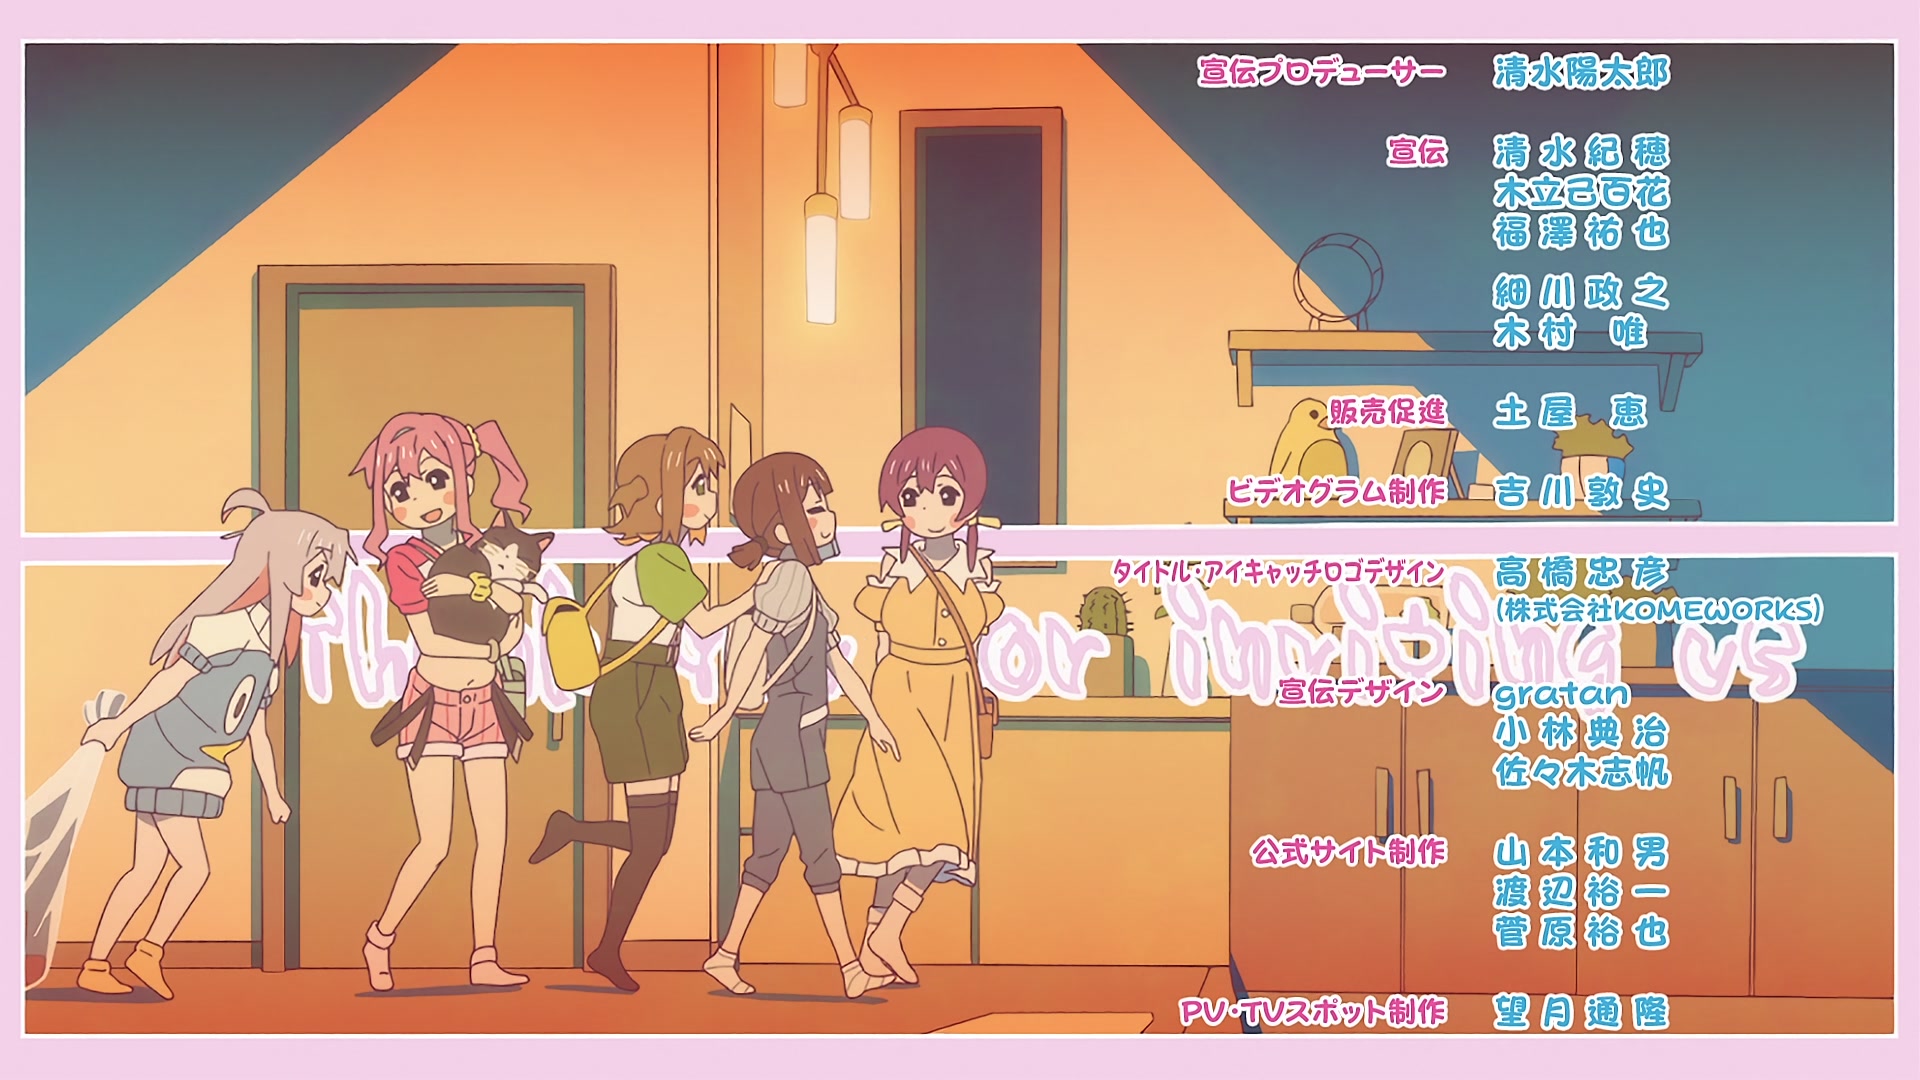 宣伝プロデューサー 清水陽太郎
宣伝 清水紀穂
木立己百花
福澤祐也
細川政之
木村 唯
販売促進 土屋 恵
ビデオグラム制作 吉川敦史
タイトル・アイキャッチロゴデザイン 高橋忠彦
(株式会社KOMEWORKS)
for inviting us
宣伝デザイン gratan
小林典治
佐々木志帆
公式サイト制作 山本和男
渡辺裕一
菅原裕也
PV・TVスポット制作 望月通隆